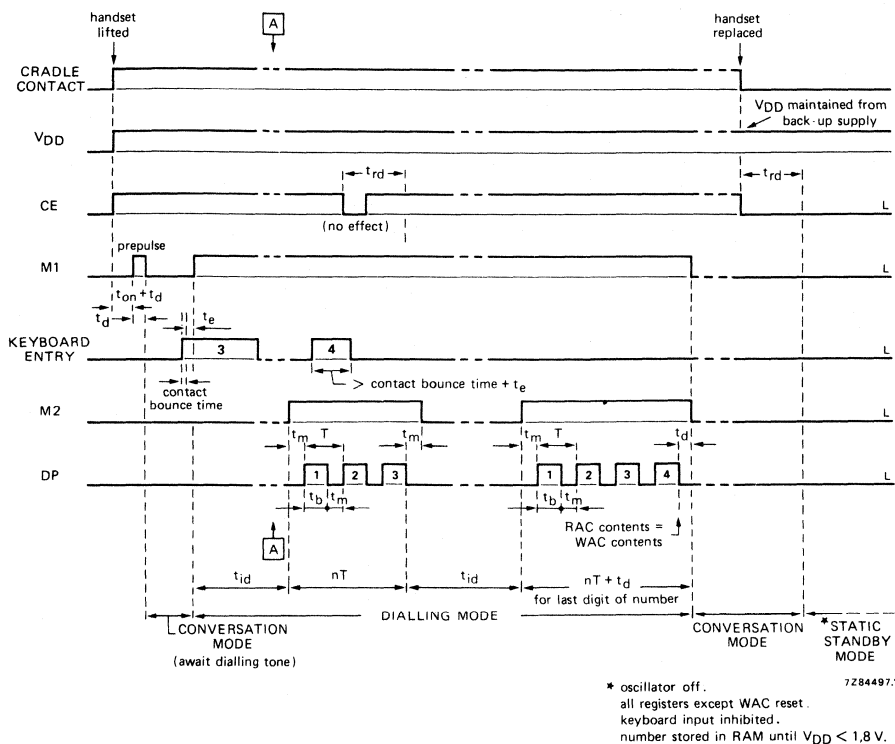 handset
lifted
A
handset
replaced
CRADLE
CONTACT
VDD maintained from
back-up supply
VDD
trd
trd
CE
(no effect)
L
prepulse
M1
L
ton + td
td
te
KEYBOARD
ENTRY
3
4
L
> contact bounce time + te
contact
bounce time
M2
L
tm T tm
tm T td
DP
1 2 3
1 2 3 4
L
tb tm
tb tm
RAC contents =
WAC contents
A
tid
nT
tid
nT + td
for last digit of number
CONVERSATION
MODE
(await dialling tone)
DIALLING MODE
CONVERSATION
MODE
* STATIC
STANDBY
MODE
7Z84497.
* oscillator off.
all registers except WAC reset.
keyboard input inhibited.
number stored in RAM until VDD < 1,8 V.